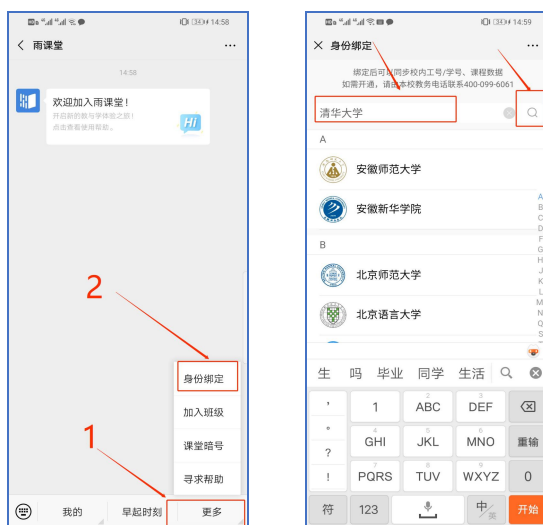 14:58
雨课堂
14:58
欢迎加入雨课堂！
开启新的教与学体验之旅！
点击查看使用帮助。
Hi
2
身份绑定
加入班级
课堂暗号
1
寻求帮助
我的
早起时刻
更多
14:59
身份绑定
绑定后可以同步校内工号/学号、课程数据
如需开通，请由本校教务电话联系400-099-6061
清华大学
A
安徽师范大学
安徽新华学院
B
北京师范大学
北京语言大学
A
B
C
D
F
G
H
J
K
L
M
N
Q
S
生 吗 毕业 同学 生活
， 1 ABC DEF
。 GHI JKL MNO 重输
？
！ PQRS TUV WXYZ 0
符 123 中/英 开始